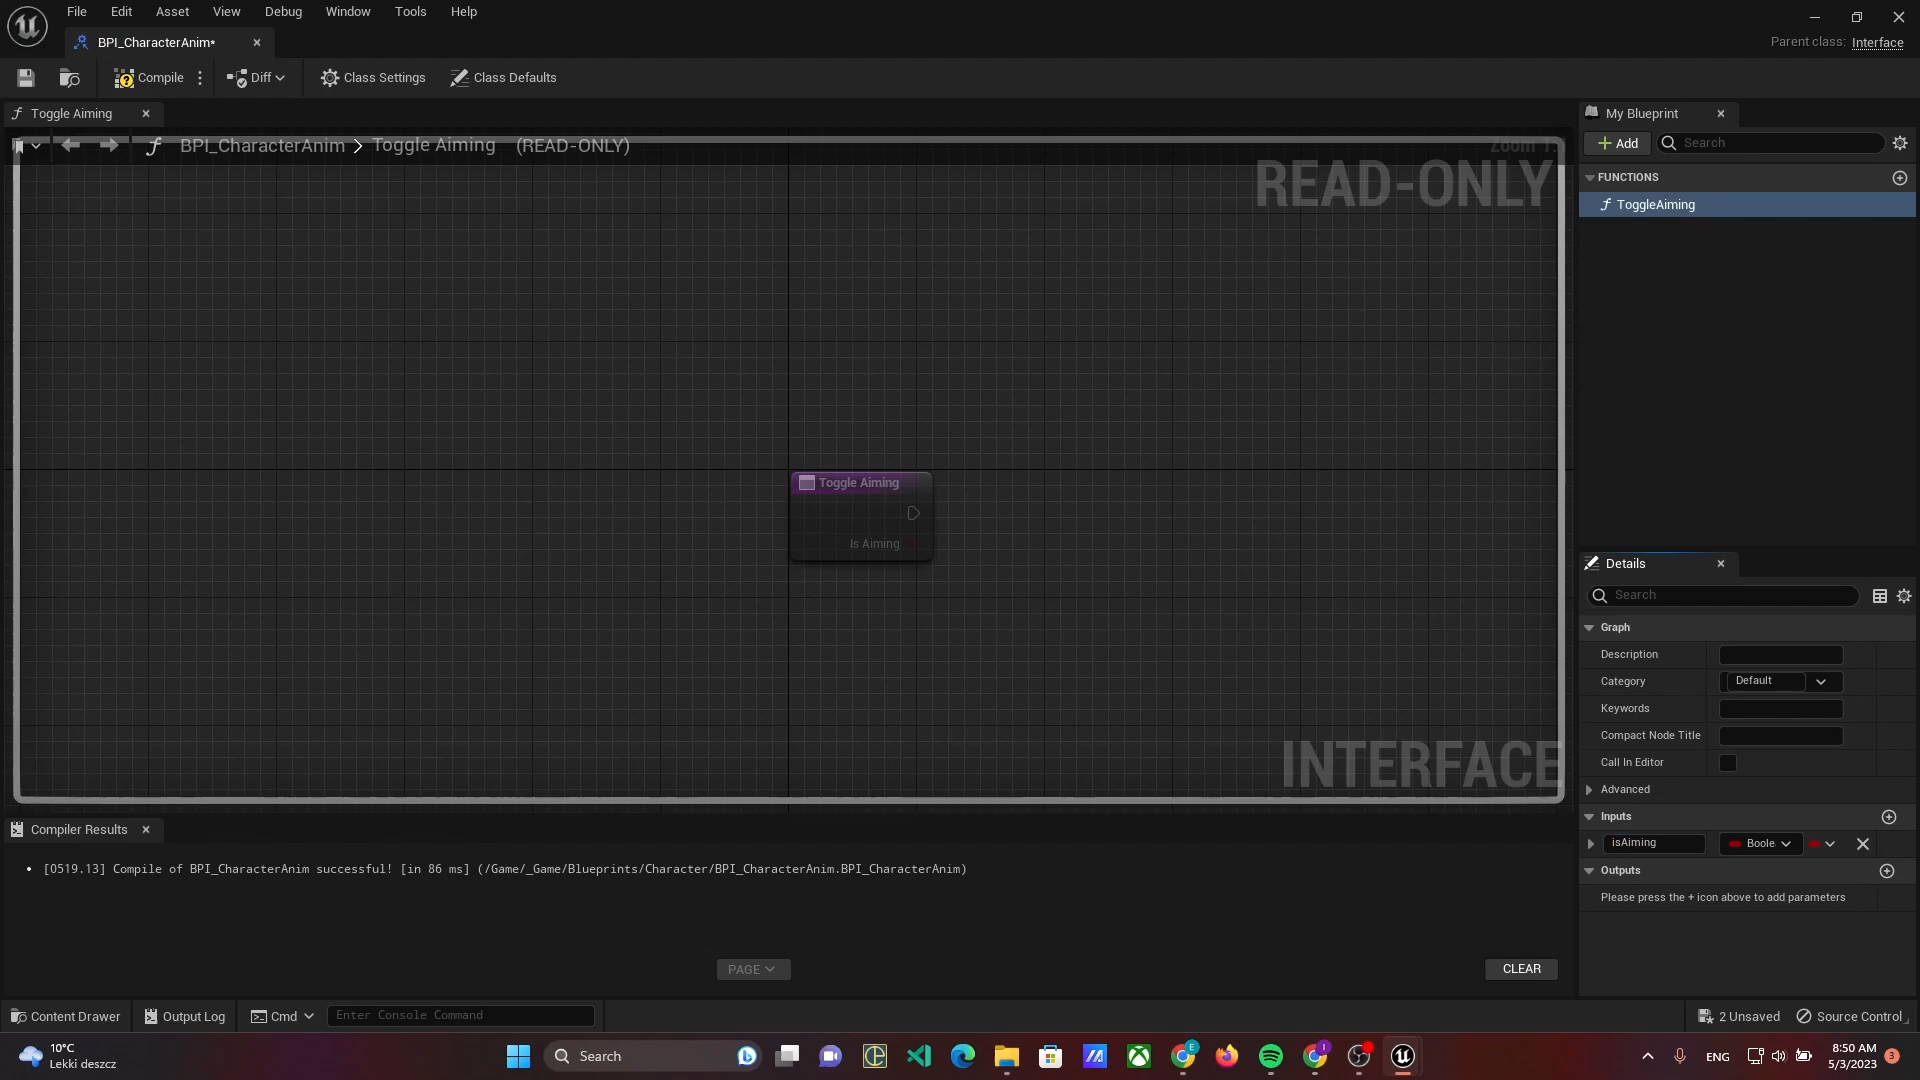 File Edit Asset View Debug Window Tools Help
BPI_CharacterAnim*
Parent class: Interface
Compile Diff Class Settings Class Defaults
Toggle Aiming
BPI_CharacterAnim > Toggle Aiming (READ-ONLY)
READ-ONLY
My Blueprint
Add Search
FUNCTIONS
ToggleAiming
Toggle Aiming
Is Aiming
INTERFACE
Details
Search
Graph
Description
Category Default
Keywords
Compact Node Title
Call In Editor
Advanced
Inputs
isAiming Boole
Outputs
Please press the + icon above to add parameters
Compiler Results
• [0519.13] Compile of BPI_CharacterAnim successful! [in 86 ms] (/Game/_Game/Blueprints/Character/BPI_CharacterAnim.BPI_CharacterAnim)
PAGE
CLEAR
Content Drawer Output Log Cmd Enter Console Command
2 Unsaved Source Control
10°C
Lekki deszcz
Search
ENG
8:50 AM
5/3/2023
3